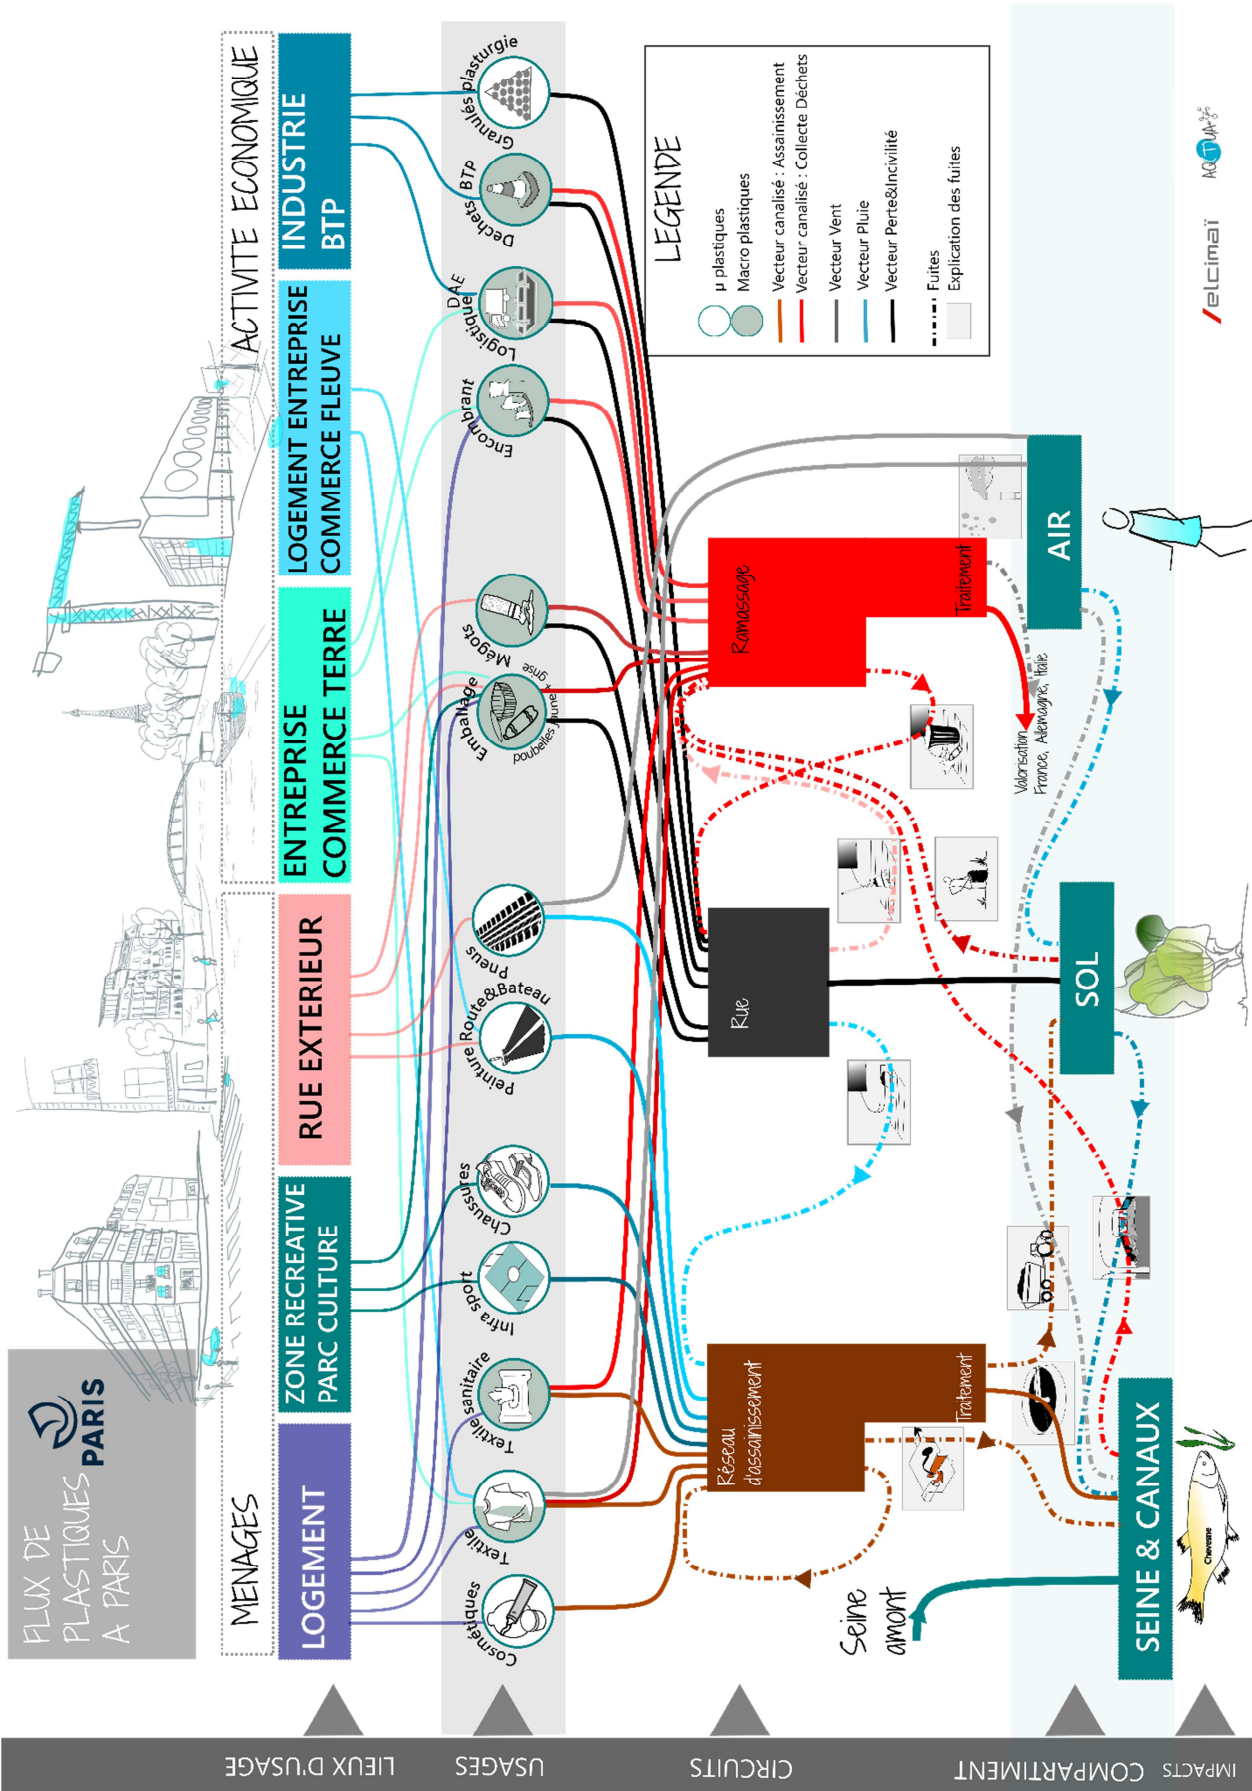 FLUX DE
PLASTIQUES
A PARIS
PARIS
MENAGES
ACTIVITE ECONOMIQUE
LOGEMENT
ZONE RECREATIVE
PARC CULTURE
RUE EXTERIEUR
ENTREPRISE
COMMERCE TERRE
LOGEMENT ENTREPRISE
COMMERCE FLEUVE
INDUSTRIE
BTP
Cosmétiques
Textile
Textile sanitaire
Infra sport
Chaussures
Peinture Route&Bateau
Pneus
Emballage
poubelles jaune + grise
Mégots
Encombrant
Logistique DAE
Dechets BTP
Granulés plasturgie
LEGENDE
µ plastiques
Macro plastiques
Vecteur canalisé : Assainissement
Vecteur canalisé : Collecte Déchets
Vecteur Vent
Vecteur Pluie
Vecteur Perte&Incivilité
Fuites
Explication des fuites
Réseau
d'assainissement
Traitement
Rue
Ramassage
Traitement
Valorisation
France, Allemagne, Italie
Seine
amont
SEINE & CANAUX
SOL
AIR
Chevesne
elcimaï
AQTUA
LIEUX D'USAGE
USAGES
CIRCUITS
COMPARTIMENT
IMPACTS